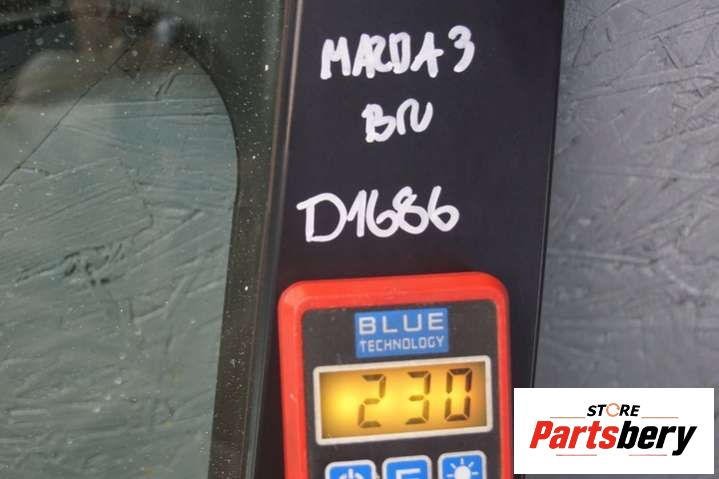 MAZDA 3
BN
D1686
BLUE
TECHNOLOGY
230
F
STORE
Partsbery